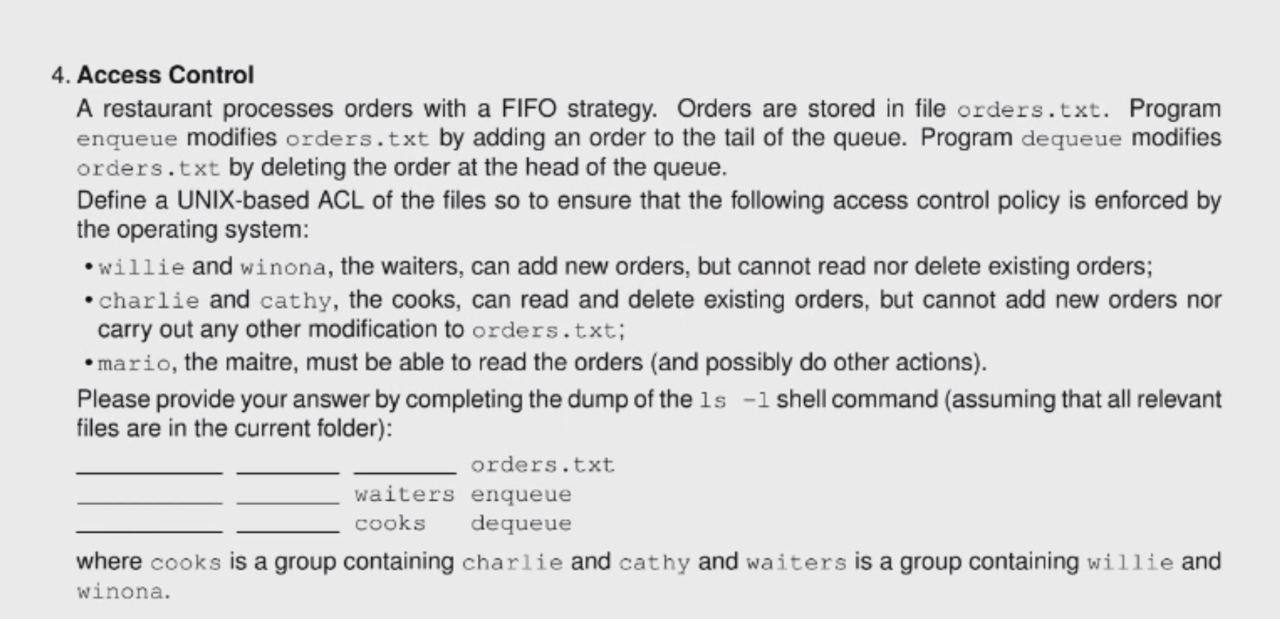 4. Access Control
A restaurant processes orders with a FIFO strategy. Orders are stored in file orders.txt. Program
enqueue modifies orders.txt by adding an order to the tail of the queue. Program dequeue modifies
orders.txt by deleting the order at the head of the queue.
Define a UNIX-based ACL of the files so to ensure that the following access control policy is enforced by
the operating system:
• willie and winona, the waiters, can add new orders, but cannot read nor delete existing orders;
• charlie and cathy, the cooks, can read and delete existing orders, but cannot add new orders nor
carry out any other modification to orders.txt;
• mario, the maitre, must be able to read the orders (and possibly do other actions).
Please provide your answer by completing the dump of the ls -l shell command (assuming that all relevant
files are in the current folder):
__________ _______ _______ orders.txt
__________ _______ waiters enqueue
__________ _______ cooks dequeue
where cooks is a group containing charlie and cathy and waiters is a group containing willie and
winona.